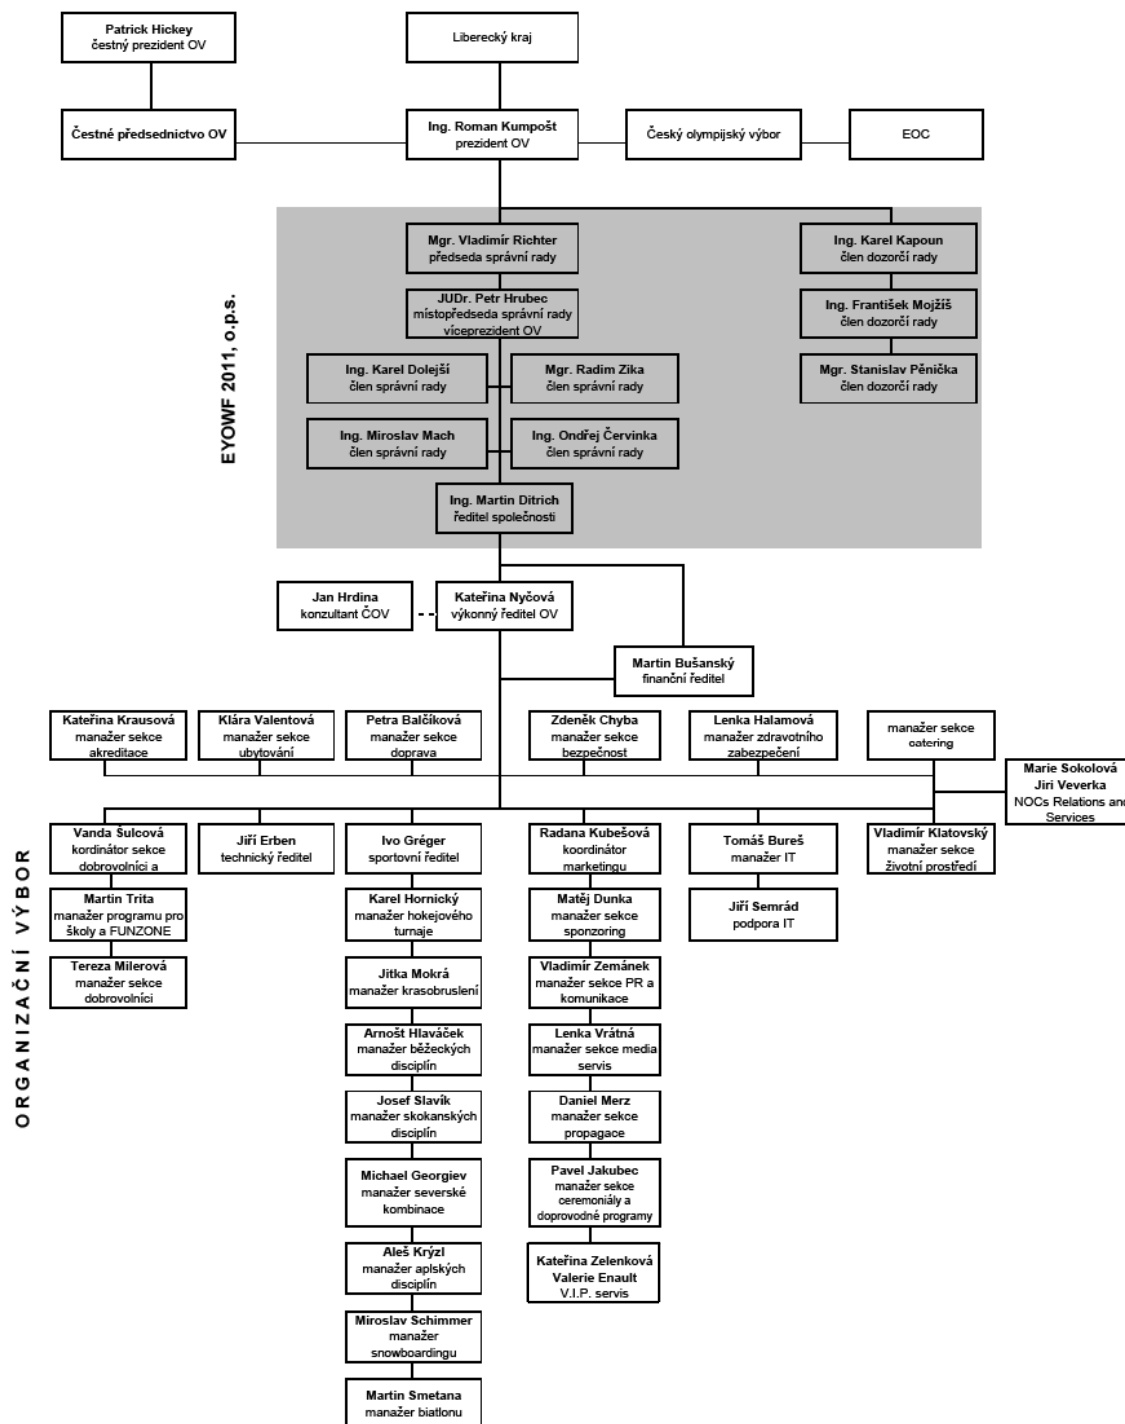 Patrick Hickey
čestný prezident OV
Liberecký kraj
Čestné předsednictvo OV
Ing. Roman Kumpošt
prezident OV
Český olympijský výbor
EOC
EYOWF 2011, o.p.s.
Mgr. Vladimír Richter
předseda správní rady
Ing. Karel Kapoun
člen dozorčí rady
JUDr. Petr Hrubec
místopředseda správní rady
víceprezident OV
Ing. František Mojžíš
člen dozorčí rady
Ing. Karel Dolejší
člen správní rady
Mgr. Radim Zika
člen správní rady
Mgr. Stanislav Pěnička
člen dozorčí rady
Ing. Miroslav Mach
člen správní rady
Ing. Ondřej Červinka
člen správní rady
Ing. Martin Ditrich
ředitel společnosti
Jan Hrdina
konzultant ČOV
Kateřina Nyčová
výkonný ředitel OV
Martin Bušanský
finanční ředitel
ORGANIZAČNÍ VÝBOR
Kateřina Krausová
manažer sekce
akreditace
Klára Valentová
manažer sekce
ubytování
Petra Balčíková
manažer sekce
doprava
Zdeněk Chyba
manažer sekce
bezpečnost
Lenka Halamová
manažer zdravotního
zabezpečení
manažer sekce
catering
Marie Sokolová
Jiri Veverka
NOCs Relations and
Services
Vanda Šulcová
kordinátor sekce
dobrovolníci a
Jiří Erben
technický ředitel
Ivo Gréger
sportovní ředitel
Radana Kubešová
koordinátor
marketingu
Tomáš Bureš
manažer IT
Vladimír Klatovský
manažer sekce
životní prostředí
Martin Trita
manažer programu pro
školy a FUNZONE
Karel Hornický
manažer hokejového
turnaje
Matěj Dunka
manažer sekce
sponzoring
Jiří Semrád
podpora IT
Tereza Milerová
manažer sekce
dobrovolníci
Jitka Mokrá
manažer krasobruslení
Vladimír Zemánek
manažer sekce PR a
komunikace
Arnošt Hlaváček
manažer běžeckých
disciplín
Lenka Vrátná
manažer sekce media
servis
Josef Slavík
manažer skokanských
disciplín
Daniel Merz
manažer sekce
propagace
Michael Georgiev
manažer severské
kombinace
Pavel Jakubec
manažer sekce
ceremoniály a
doprovodné programy
Aleš Krýzl
manažer aplských
disciplín
Kateřina Zelenková
Valerie Enault
V.I.P. servis
Miroslav Schimmer
manažer
snowboardingu
Martin Smetana
manažer biatlonu